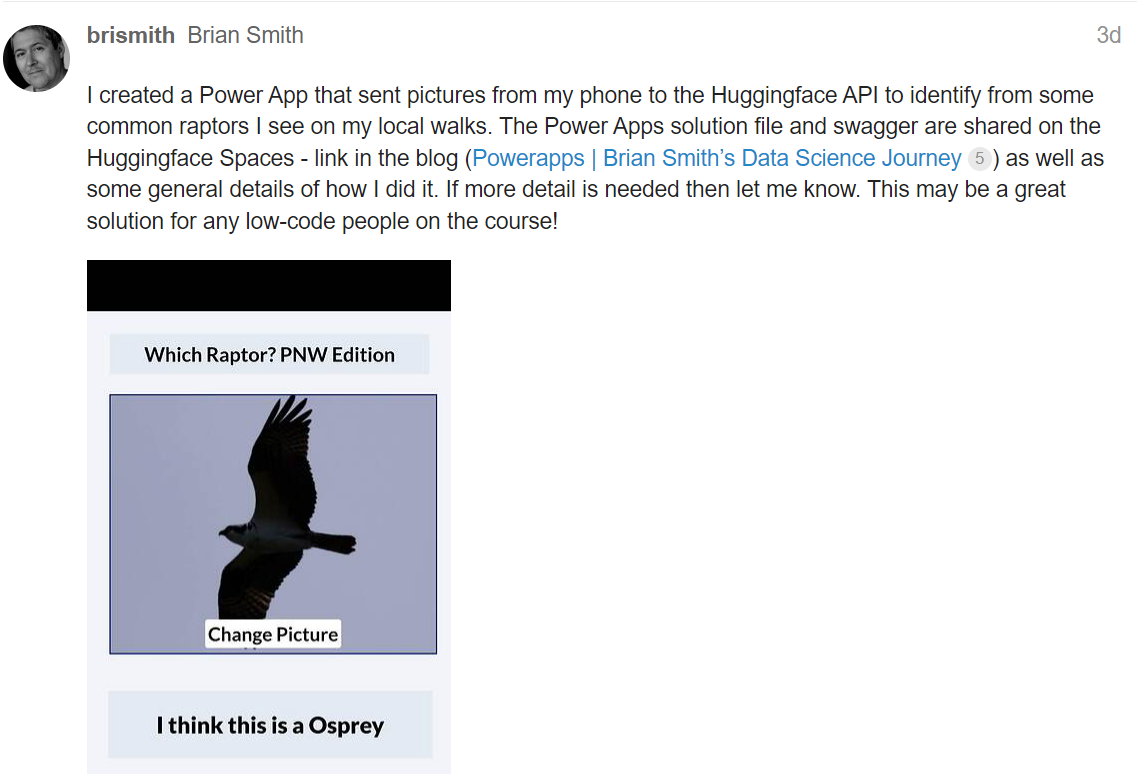 brismith Brian Smith 3d
I created a Power App that sent pictures from my phone to the Huggingface API to identify from some
common raptors I see on my local walks. The Power Apps solution file and swagger are shared on the
Huggingface Spaces - link in the blog (Powerapps | Brian Smith’s Data Science Journey 5) as well as
some general details of how I did it. If more detail is needed then let me know. This may be a great
solution for any low-code people on the course!
Which Raptor? PNW Edition
Change Picture
I think this is a Osprey